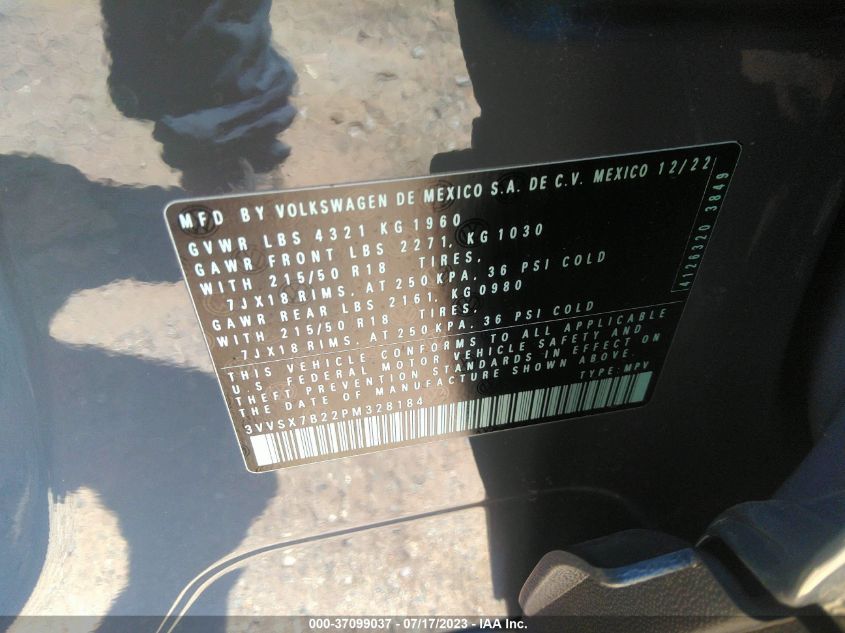 MFD BY VOLKSWAGEN DE MEXICO S.A. DE C.V. MEXICO 12/22
GVWR LBS 4321 KG 1960
GAWR FRONT LBS 2271, KG1030
WITH 215/50 R18 TIRES,
7JX18 RIMS, AT 250 KPA, 36 PSI COLD
GAWR REAR LBS 2161, KG0980
WITH 215/50 R18 TIRES,
7JX18 RIMS, AT 250 KPA, 36 PSI COLD
THIS VEHICLE CONFORMS TO ALL APPLICABLE
U.S. FEDERAL MOTOR VEHICLE SAFETY AND
THEFT PREVENTION STANDARDS IN EFFECT ON
THE DATE OF MANUFACTURE SHOWN ABOVE.
3VVSX7B22PM328184 TYPE: MPV
4126320 3849
000-37099037 - 07/17/2023 - IAA Inc.